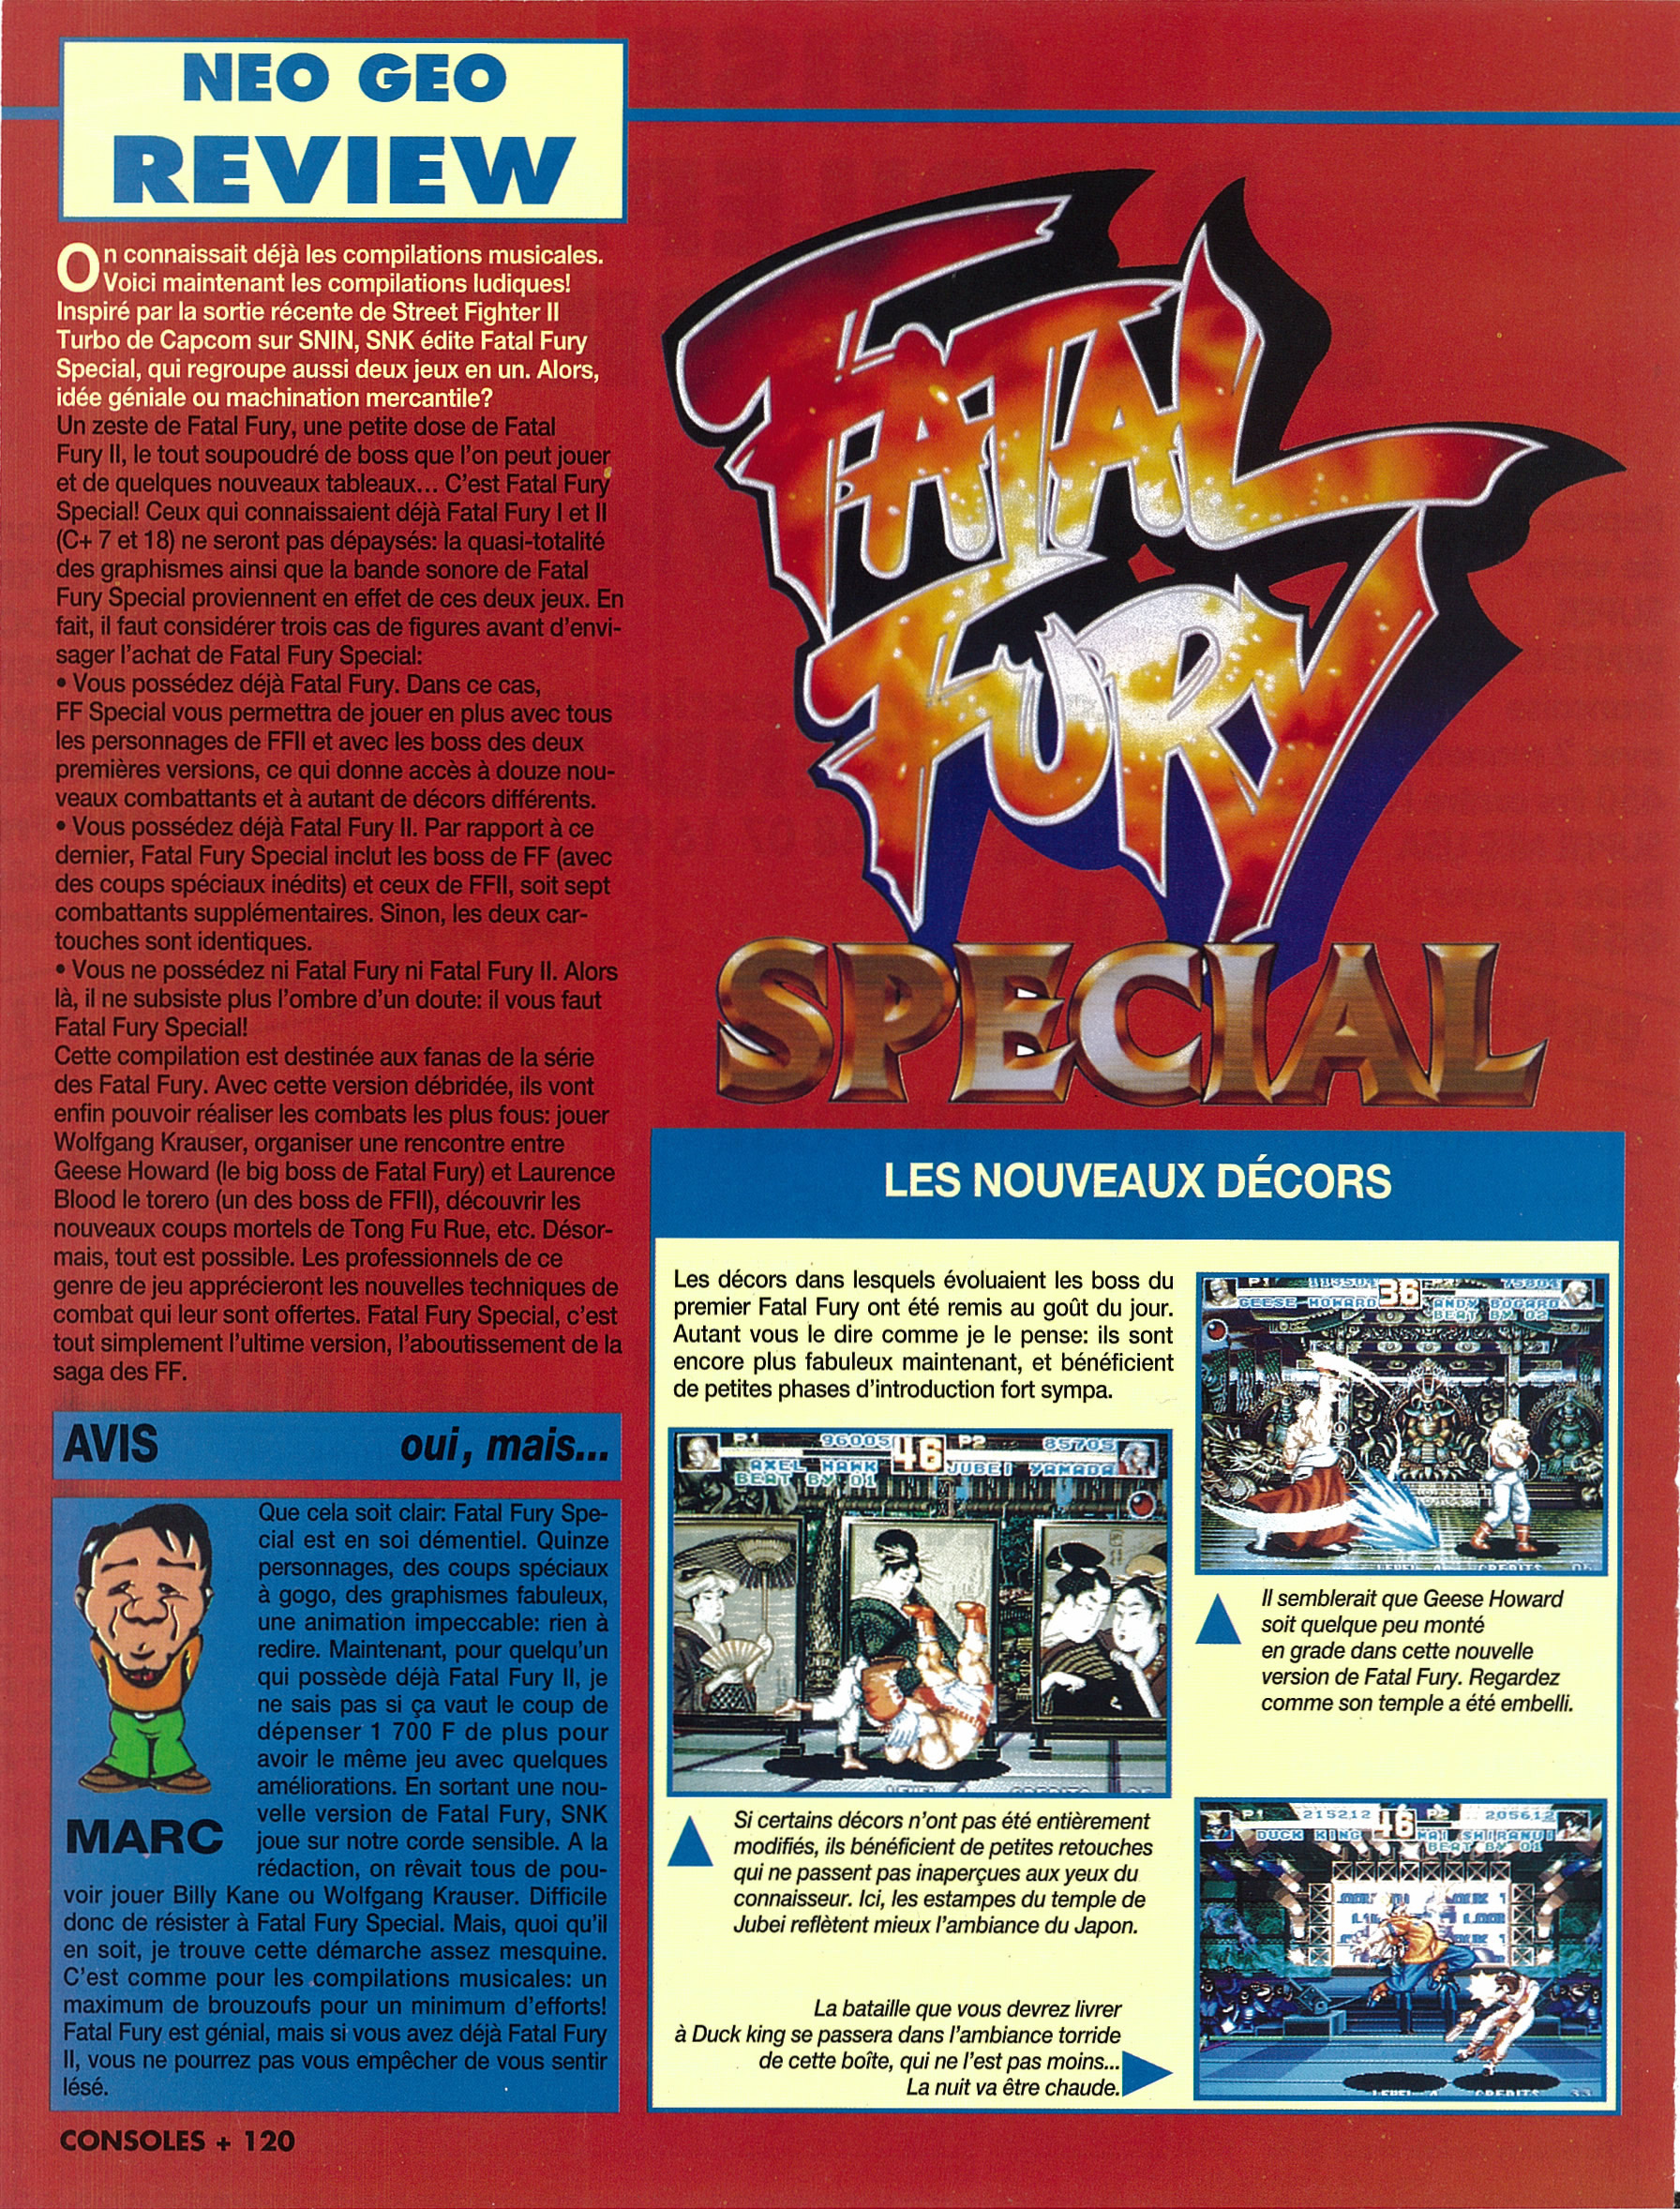 NEO GEO
REVIEW
On connaissait déjà les compilations musicales.
Voici maintenant les compilations ludiques!
Inspiré par la sortie récente de Street Fighter II
Turbo de Capcom sur SNIN, SNK édite Fatal Fury
Special, qui regroupe aussi deux jeux en un. Alors,
idée géniale ou machination mercantile?
Un zeste de Fatal Fury, une petite dose de Fatal
Fury II, le tout soupoudré de boss que l'on peut jouer
et de quelques nouveaux tableaux... C'est Fatal Fury
Special! Ceux qui connaissaient déjà Fatal Fury I et II
(C+ 7 et 18) ne seront pas dépaysés: la quasi-totalité
des graphismes ainsi que la bande sonore de Fatal
Fury Special proviennent en effet de ces deux jeux. En
fait, il faut considérer trois cas de figures avant d'envi-
sager l'achat de Fatal Fury Special:
• Vous possédez déjà Fatal Fury. Dans ce cas,
FF Special vous permettra de jouer en plus avec tous
les personnages de FFII et avec les boss des deux
premières versions, ce qui donne accès à douze nou-
veaux combattants et à autant de décors différents.
• Vous possédez déjà Fatal Fury II. Par rapport à ce
dernier, Fatal Fury Special inclut les boss de FF (avec
des coups spéciaux inédits) et ceux de FFII, soit sept
combattants supplémentaires. Sinon, les deux car-
touches sont identiques.
• Vous ne possédez ni Fatal Fury ni Fatal Fury II. Alors
là, il ne subsiste plus l'ombre d'un doute: il vous faut
Fatal Fury Special!
Cette compilation est destinée aux fanas de la série
des Fatal Fury. Avec cette version débridée, ils vont
enfin pouvoir réaliser les combats les plus fous: jouer
Wolfgang Krauser, organiser une rencontre entre
Geese Howard (le big boss de Fatal Fury) et Laurence
Blood le torero (un des boss de FFII), découvrir les
nouveaux coups mortels de Tong Fu Rue, etc. Désor-
mais, tout est possible. Les professionnels de ce
genre de jeu apprécieront les nouvelles techniques de
combat qui leur sont offertes. Fatal Fury Special, c'est
tout simplement l'ultime version, l'aboutissement de la
saga des FF.
AVIS oui, mais...
Que cela soit clair: Fatal Fury Spe-
cial est en soi démentiel. Quinze
personnages, des coups spéciaux
à gogo, des graphismes fabuleux,
une animation impeccable: rien à
redire. Maintenant, pour quelqu'un
qui possède déjà Fatal Fury II, je
ne sais pas si ça vaut le coup de
dépenser 1 700 F de plus pour
avoir le même jeu avec quelques
améliorations. En sortant une nou-
velle version de Fatal Fury, SNK
joue sur notre corde sensible. A la
rédaction, on rêvait tous de pou-
voir jouer Billy Kane ou Wolfgang Krauser. Difficile
donc de résister à Fatal Fury Special. Mais, quoi qu'il
en soit, je trouve cette démarche assez mesquine.
C'est comme pour les compilations musicales: un
maximum de brouzoufs pour un minimum d'efforts!
Fatal Fury est génial, mais si vous avez déjà Fatal Fury
II, vous ne pourrez pas vous empêcher de vous sentir
lésé.
MARC
CONSOLES + 120
FATAL
FURY
SPECIAL
LES NOUVEAUX DÉCORS
Les décors dans lesquels évoluaient les boss du
premier Fatal Fury ont été remis au goût du jour.
Autant vous le dire comme je le pense: ils sont
encore plus fabuleux maintenant, et bénéficient
de petites phases d'introduction fort sympa.
P1 96005 46 P2 85705
AXEL HAWK JUBEI YAMADA
BEAT BY 01
Si certains décors n'ont pas été entièrement
modifiés, ils bénéficient de petites retouches
qui ne passent pas inaperçues aux yeux du
connaisseur. Ici, les estampes du temple de
Jubei reflètent mieux l'ambiance du Japon.
P1 113501 36 P2 75801
GEESE HOWARD ANDY BOGARD
BEAT BY 02
LEVEL 4 CREDITS 05
Il semblerait que Geese Howard
soit quelque peu monté
en grade dans cette nouvelle
version de Fatal Fury. Regardez
comme son temple a été embelli.
P1 215212 46 P2 205612
DUCK KING MAI SHIRANUI
BEAT BY 01
LEVEL 4 CREDITS 33
La bataille que vous devrez livrer
à Duck king se passera dans l'ambiance torride
de cette boîte, qui ne l'est pas moins...
La nuit va être chaude.